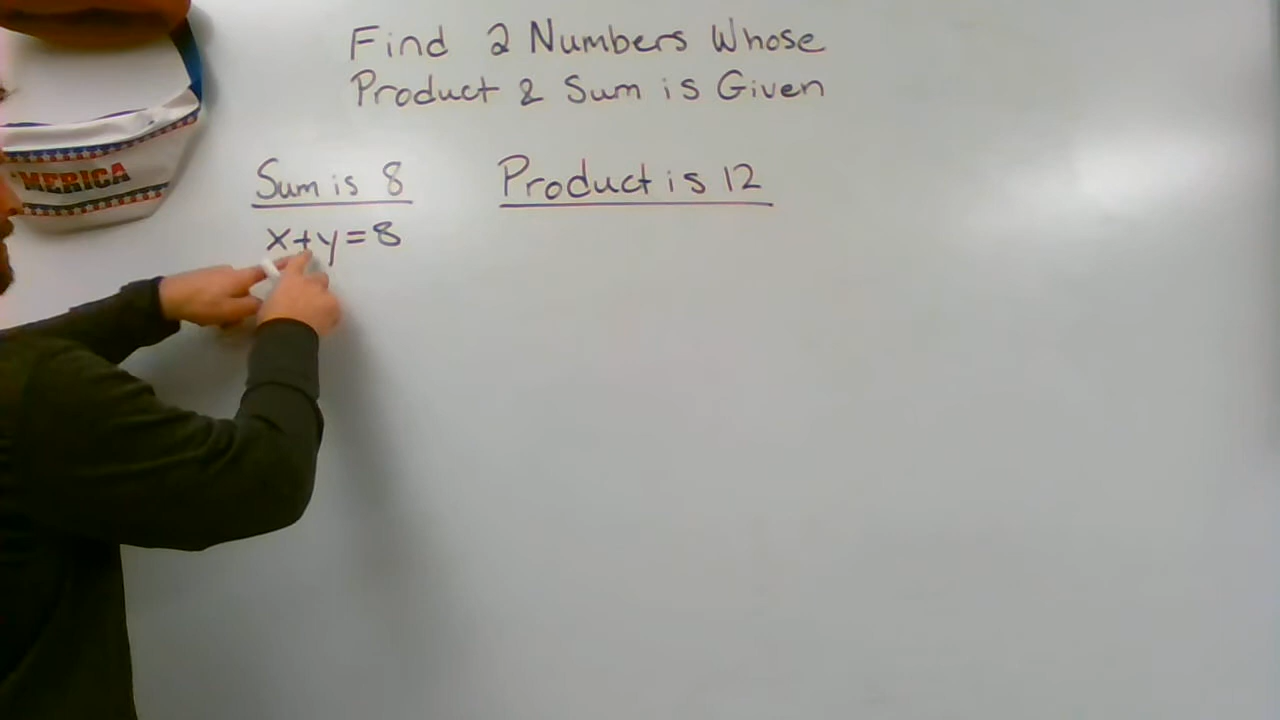 Find 2 Numbers Whose
Product & Sum is Given
'MERICA
Sum is 8
Product is 12
x+y=8